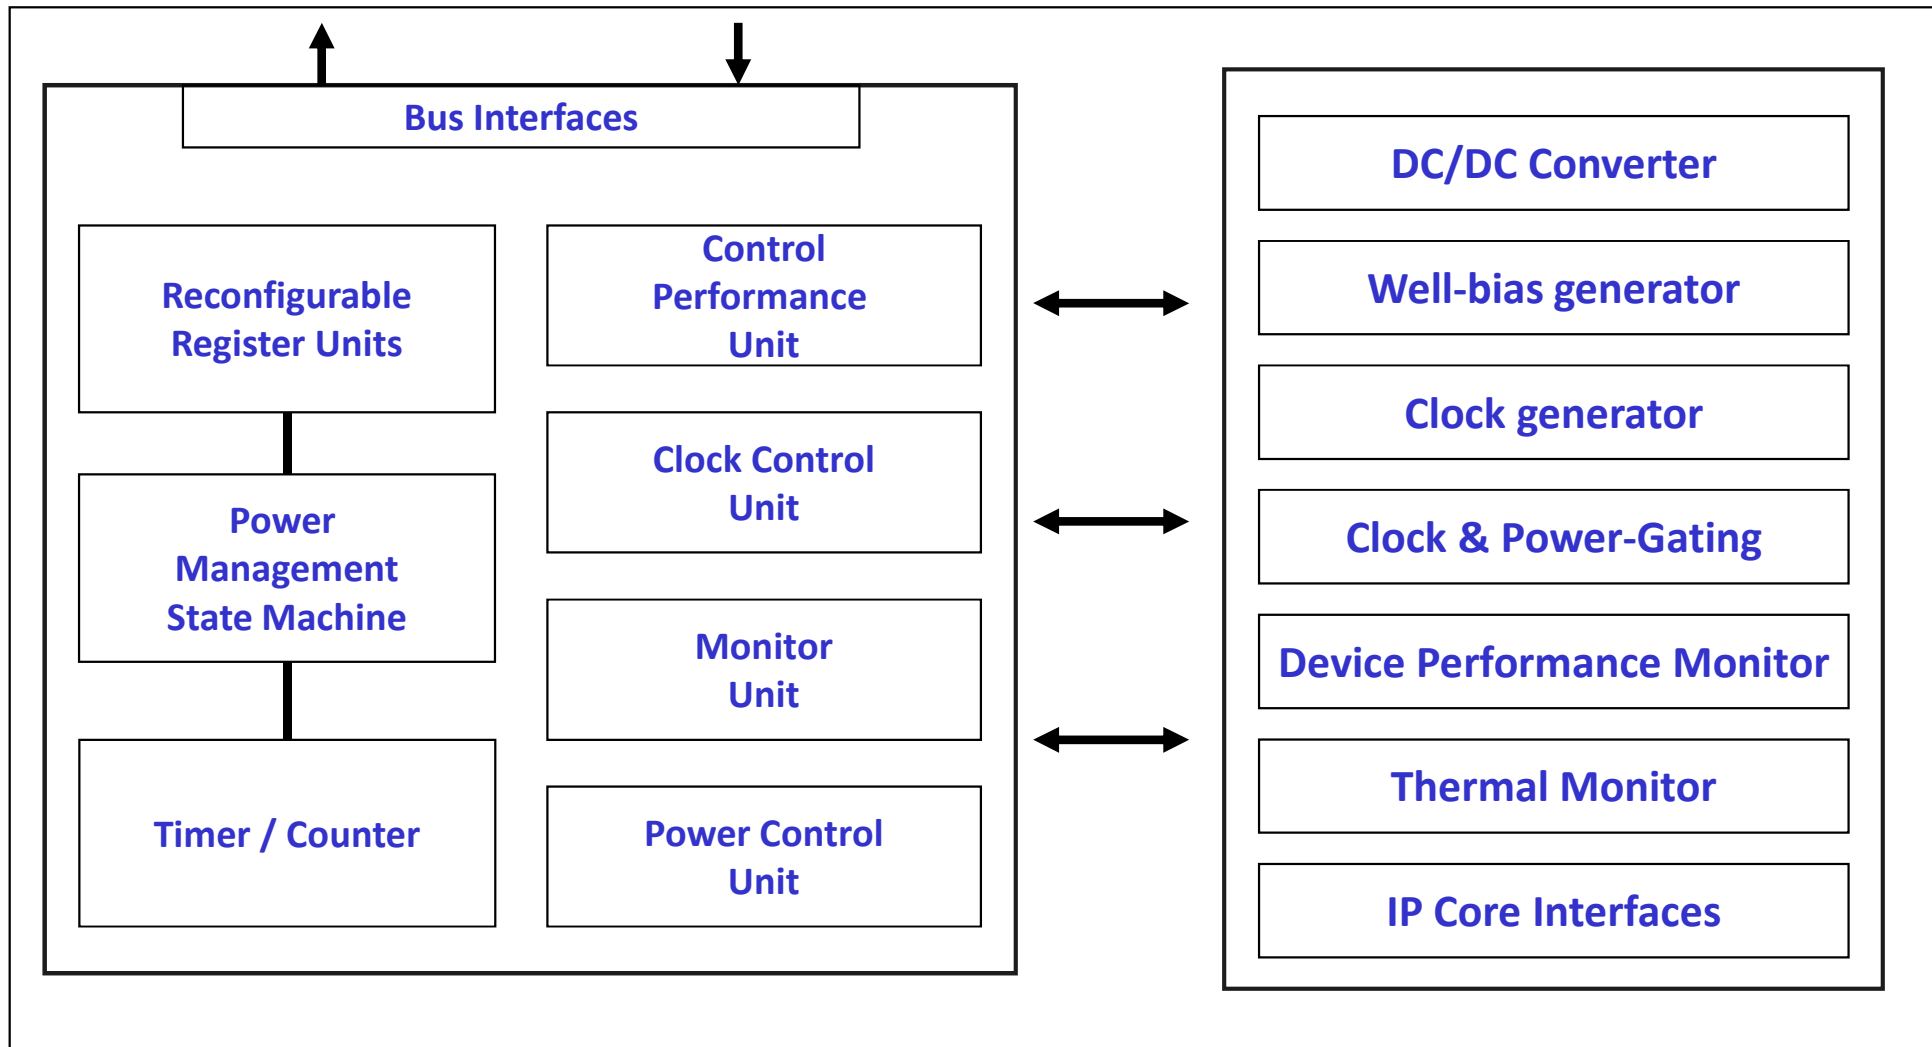 Bus Interfaces
Reconfigurable
Register Units
Power
Management
State Machine
Timer / Counter
Control
Performance
Unit
Clock Control
Unit
Monitor
Unit
Power Control
Unit
DC/DC Converter
Well-bias generator
Clock generator
Clock & Power-Gating
Device Performance Monitor
Thermal Monitor
IP Core Interfaces